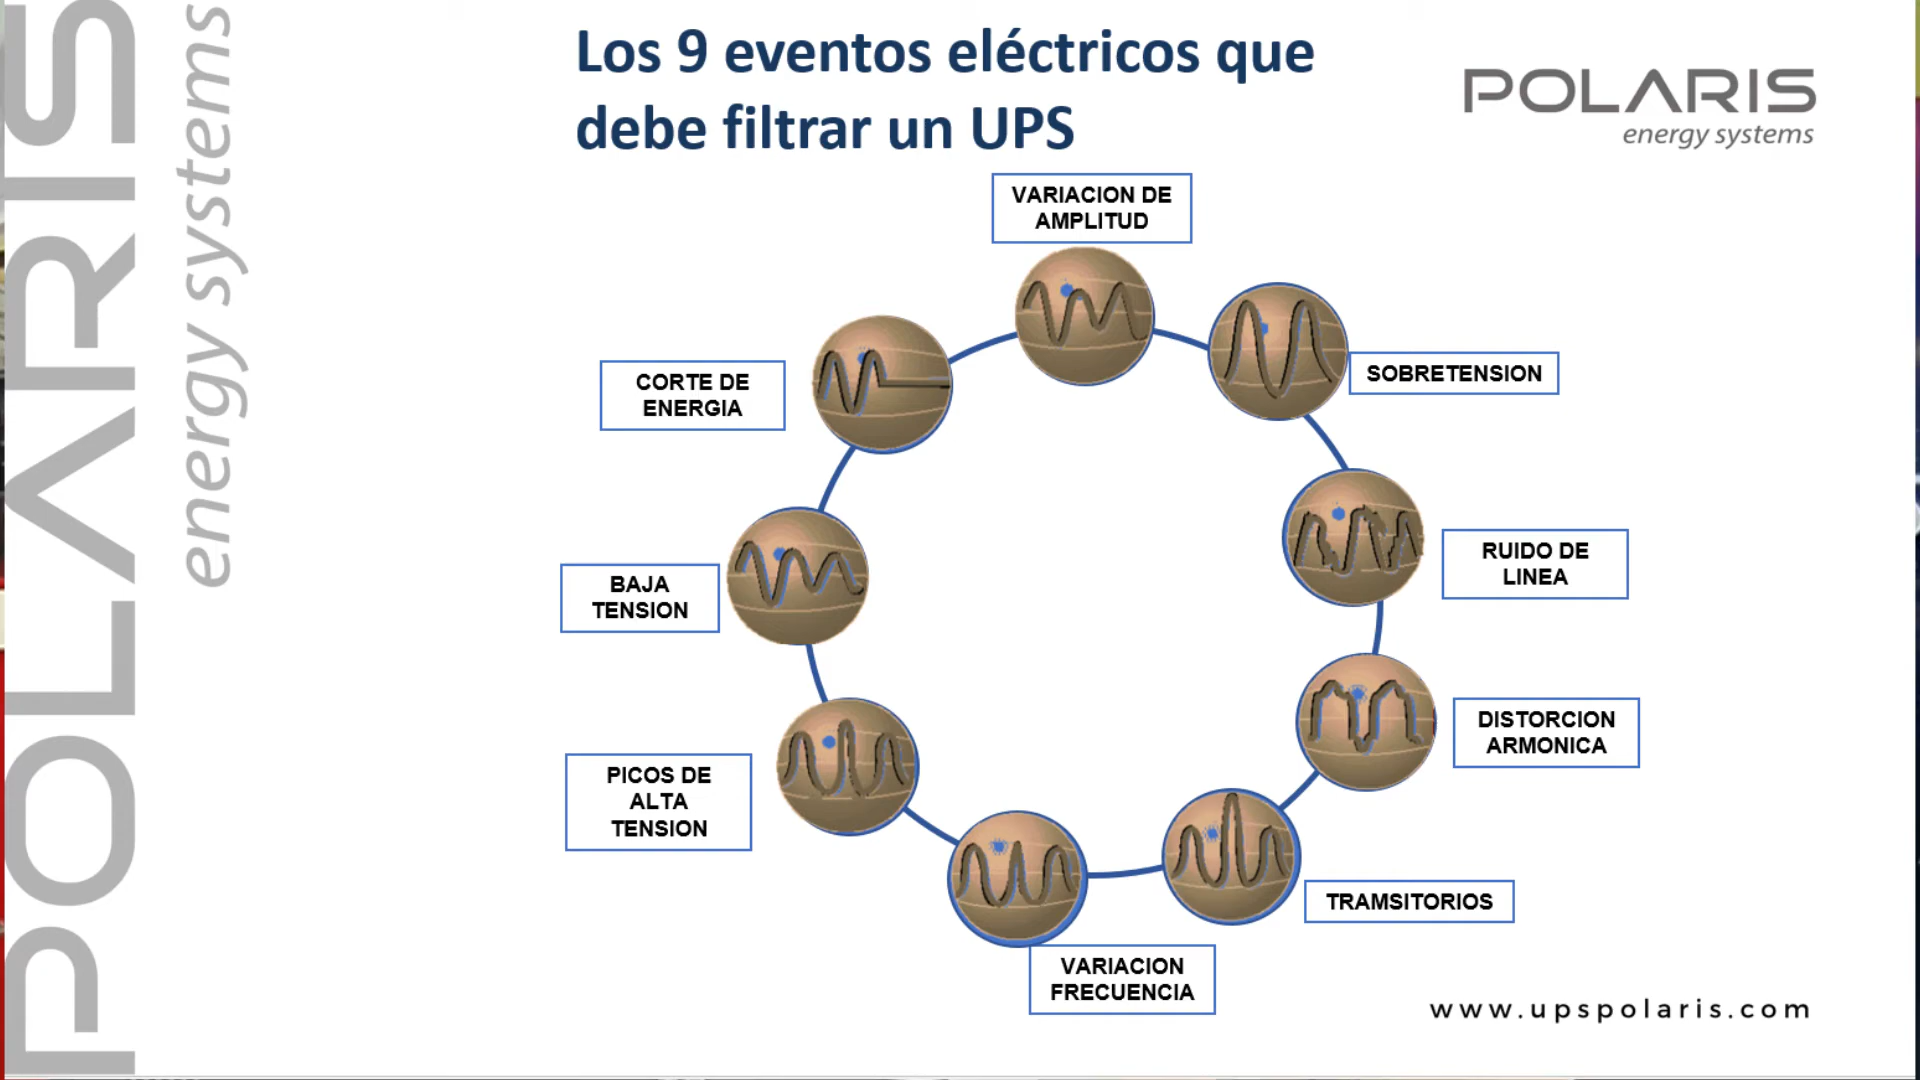 POLARIS
energy systems
Los 9 eventos eléctricos que
debe filtrar un UPS
POLARIS
energy systems
VARIACION DE
AMPLITUD
SOBRETENSION
CORTE DE
ENERGIA
RUIDO DE
LINEA
BAJA
TENSION
DISTORCION
ARMONICA
PICOS DE
ALTA
TENSION
TRAMSITORIOS
VARIACION
FRECUENCIA
www.upspolaris.com